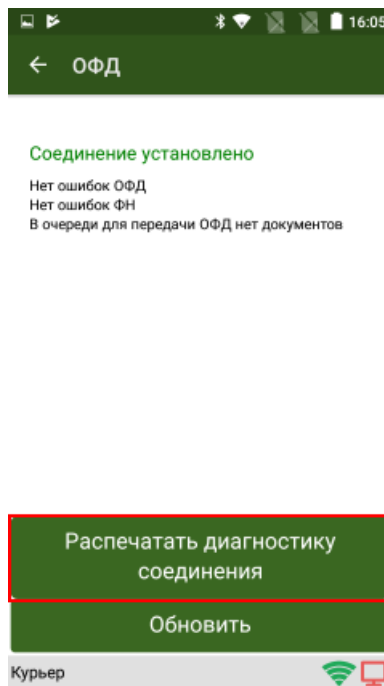 16:05
ОФД
Соединение установлено
Нет ошибок ОФД
Нет ошибок ФН
В очереди для передачи ОФД нет документов
Распечатать диагностику
соединения
Обновить
Курьер